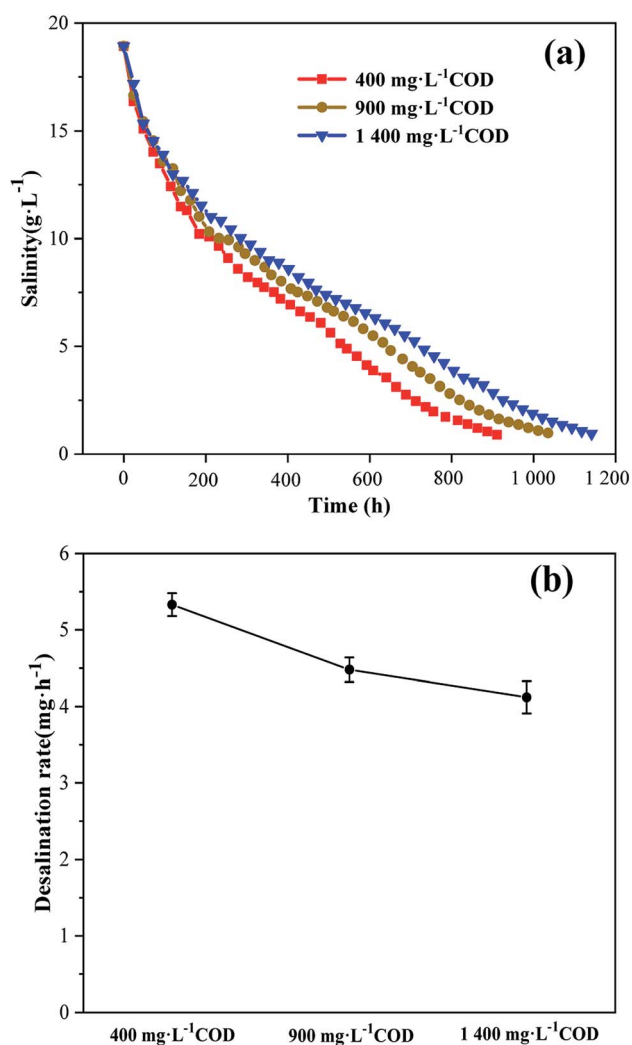 (a)
400 mg·L⁻¹COD
900 mg·L⁻¹COD
1 400 mg·L⁻¹COD
Salinity(g·L⁻¹)
20
15
10
5
0
0 200 400 600 800 1 000 1 200
Time (h)
(b)
Desalination rate(mg·h⁻¹)
6
5
4
3
2
1
0
400 mg·L⁻¹COD 900 mg·L⁻¹COD 1 400 mg·L⁻¹COD